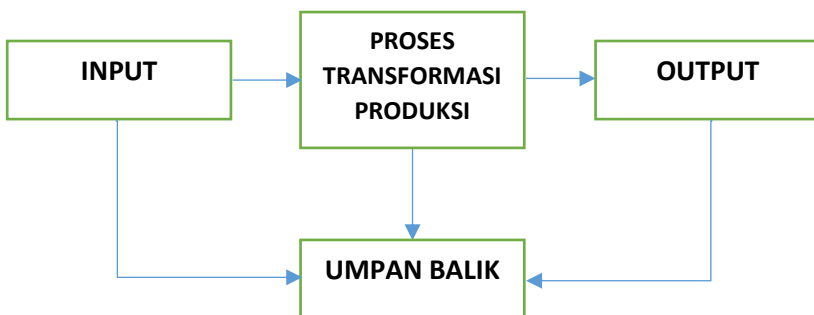 INPUT
PROSES
TRANSFORMASI
PRODUKSI
OUTPUT
UMPAN BALIK